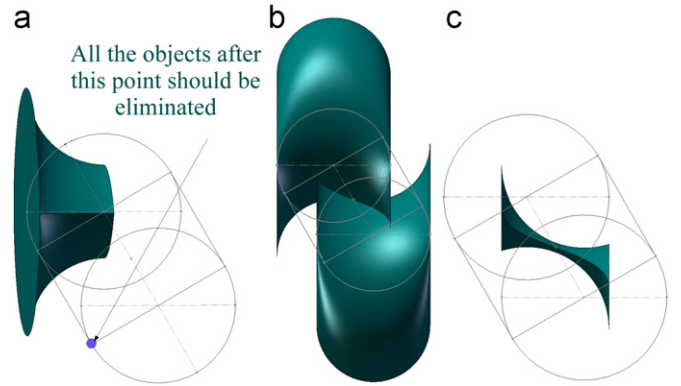 a
All the objects after
this point should be
eliminated
b
c